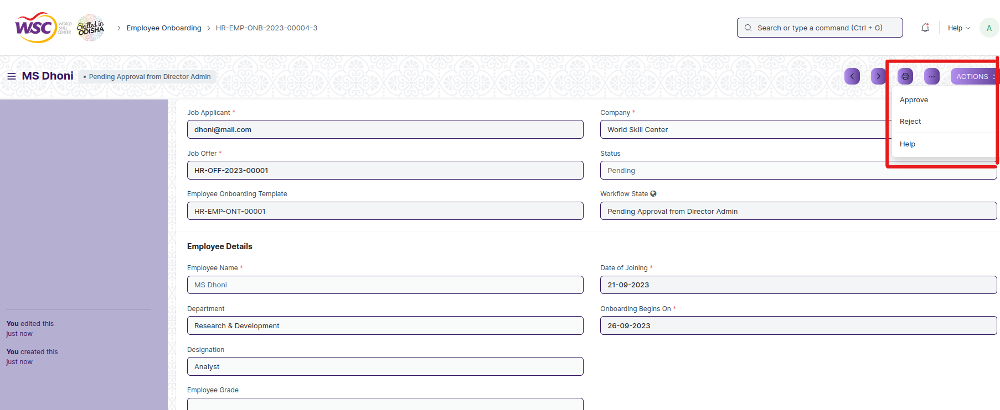 WSC WORLD SKILL CENTER Skilled in ODISHA > Employee Onboarding > HR-EMP-ONB-2023-00004-3 Search or type a command (Ctrl + G) Help A
MS Dhoni • Pending Approval from Director Admin ACTIONS
Approve
Reject
Help
Job Applicant * Company *
dhoni@mail.com World Skill Center
Job Offer * Status
HR-OFF-2023-00001 Pending
Employee Onboarding Template Workflow State
HR-EMP-ONT-00001 Pending Approval from Director Admin
Employee Details
Employee Name * Date of Joining *
MS Dhoni 21-09-2023
Department Onboarding Begins On *
Research & Development 26-09-2023
Designation
Analyst
Employee Grade
You edited this
just now
You created this
just now